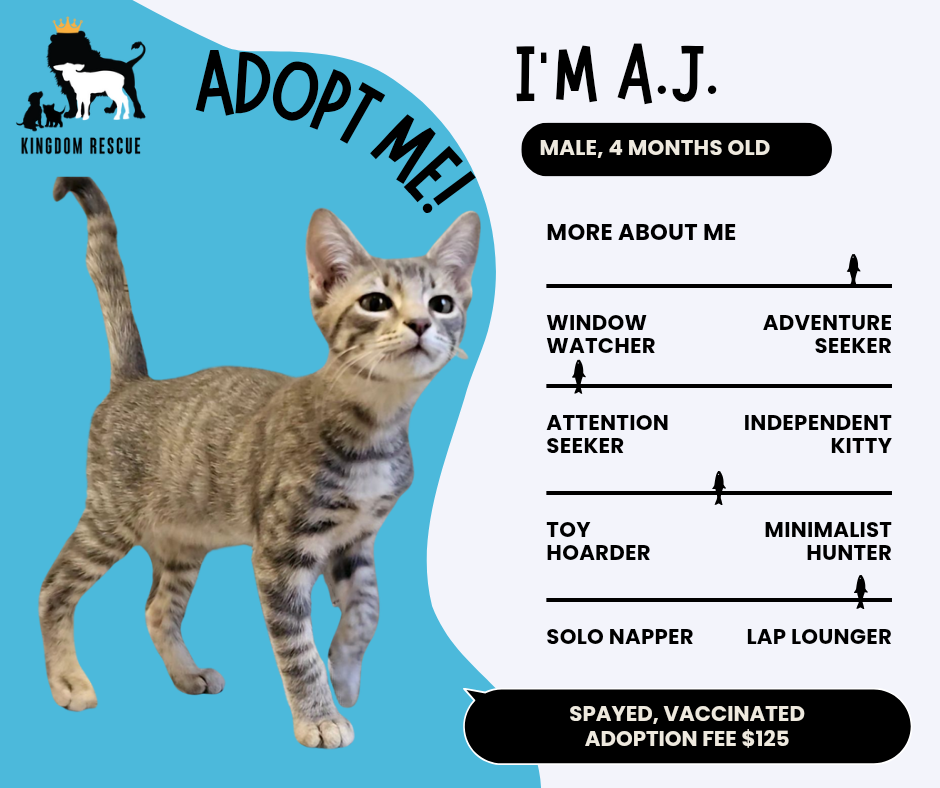 KINGDOM RESCUE
ADOPT ME!
I'M A.J.
MALE, 4 MONTHS OLD
MORE ABOUT ME
WINDOW
WATCHER
ADVENTURE
SEEKER
ATTENTION
SEEKER
INDEPENDENT
KITTY
TOY
HOARDER
MINIMALIST
HUNTER
SOLO NAPPER
LAP LOUNGER
SPAYED, VACCINATED
ADOPTION FEE $125